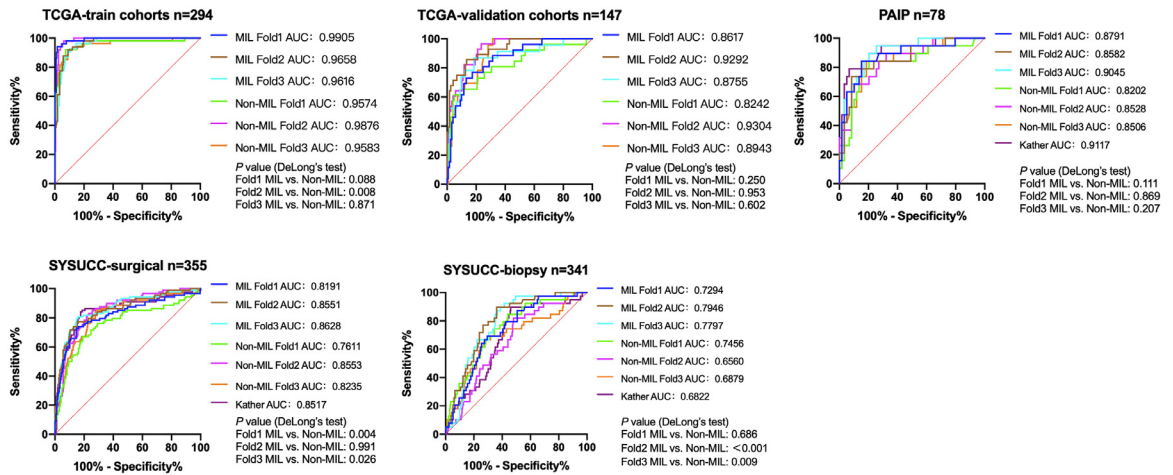 TCGA-train cohorts n=294
Sensitivity%
100
80
60
40
20
0
0 20 40 60 80 100
100% - Specificity%
MIL Fold1 AUC: 0.9905
MIL Fold2 AUC: 0.9658
MIL Fold3 AUC: 0.9616
Non-MIL Fold1 AUC: 0.9574
Non-MIL Fold2 AUC: 0.9876
Non-MIL Fold3 AUC: 0.9583
P value (DeLong's test)
Fold1 MIL vs. Non-MIL: 0.088
Fold2 MIL vs. Non-MIL: 0.008
Fold3 MIL vs. Non-MIL: 0.871
TCGA-validation cohorts n=147
Sensitivity%
100
80
60
40
20
0
0 20 40 60 80 100
100% - Specificity%
MIL Fold1 AUC: 0.8617
MIL Fold2 AUC: 0.9292
MIL Fold3 AUC: 0.8755
Non-MIL Fold1 AUC: 0.8242
Non-MIL Fold2 AUC: 0.9304
Non-MIL Fold3 AUC: 0.8943
P value (DeLong's test)
Fold1 MIL vs. Non-MIL: 0.250
Fold2 MIL vs. Non-MIL: 0.953
Fold3 MIL vs. Non-MIL: 0.602
PAIP n=78
Sensitivity%
100
80
60
40
20
0
0 20 40 60 80 100
100% - Specificity%
MIL Fold1 AUC: 0.8791
MIL Fold2 AUC: 0.8582
MIL Fold3 AUC: 0.9045
Non-MIL Fold1 AUC: 0.8202
Non-MIL Fold2 AUC: 0.8528
Non-MIL Fold3 AUC: 0.8506
Kather AUC: 0.9117
P value (DeLong's test)
Fold1 MIL vs. Non-MIL: 0.111
Fold2 MIL vs. Non-MIL: 0.869
Fold3 MIL vs. Non-MIL: 0.207
SYSUCC-surgical n=355
Sensitivity%
100
80
60
40
20
0
0 20 40 60 80 100
100% - Specificity%
MIL Fold1 AUC: 0.8191
MIL Fold2 AUC: 0.8551
MIL Fold3 AUC: 0.8628
Non-MIL Fold1 AUC: 0.7611
Non-MIL Fold2 AUC: 0.8553
Non-MIL Fold3 AUC: 0.8235
Kather AUC: 0.8517
P value (DeLong's test)
Fold1 MIL vs. Non-MIL: 0.004
Fold2 MIL vs. Non-MIL: 0.991
Fold3 MIL vs. Non-MIL: 0.026
SYSUCC-biopsy n=341
Sensitivity%
100
80
60
40
20
0
0 20 40 60 80 100
100% - Specificity%
MIL Fold1 AUC: 0.7294
MIL Fold2 AUC: 0.7946
MIL Fold3 AUC: 0.7797
Non-MIL Fold1 AUC: 0.7456
Non-MIL Fold2 AUC: 0.6560
Non-MIL Fold3 AUC: 0.6879
Kather AUC: 0.6822
P value (DeLong's test)
Fold1 MIL vs. Non-MIL: 0.686
Fold2 MIL vs. Non-MIL: <0.001
Fold3 MIL vs. Non-MIL: 0.009